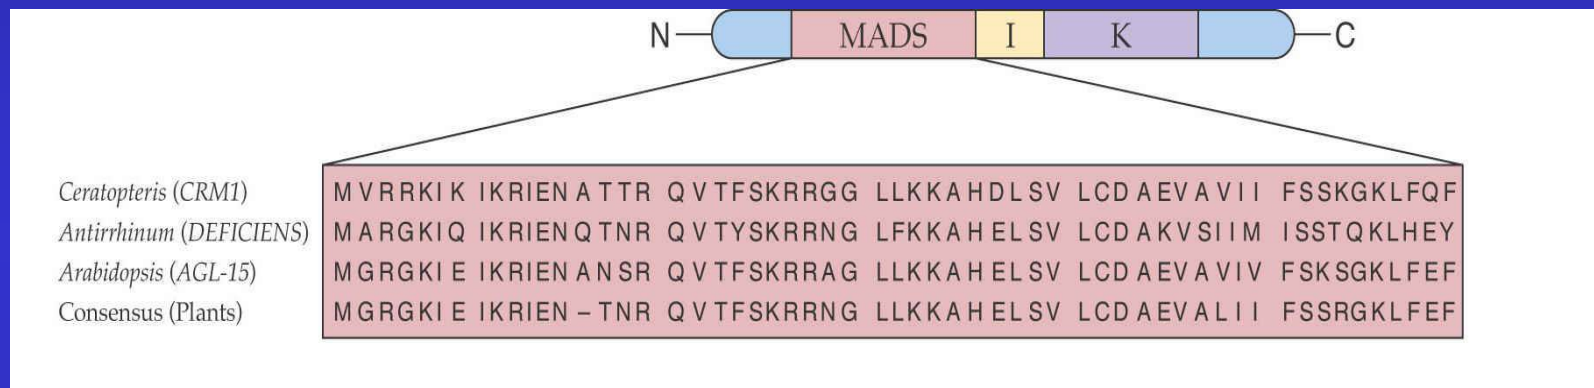 N MADS I K C
Ceratopteris (CRM1) MVRRKIK IKRIENATTR QVTFSKRRGG LLKKAHDLSV LCDAEVAVII FSSKGKLFQF
Antirrhinum (DEFICIENS) MARGKIQ IKRIENQTNR QVTYSKRRNG LFKKAHELSV LCDAKVSIIM ISSTQKLHEY
Arabidopsis (AGL-15) MGRGKIE IKRIENANSR QVTFSKRRAG LLKKAHELSV LCDAEVAVIV FSKSGKLFEF
Consensus (Plants) MGRGKIE IKRIEN–TNR QVTFSKRRNG LLKKAHELSV LCDAEVALII FSSRGKLFEF